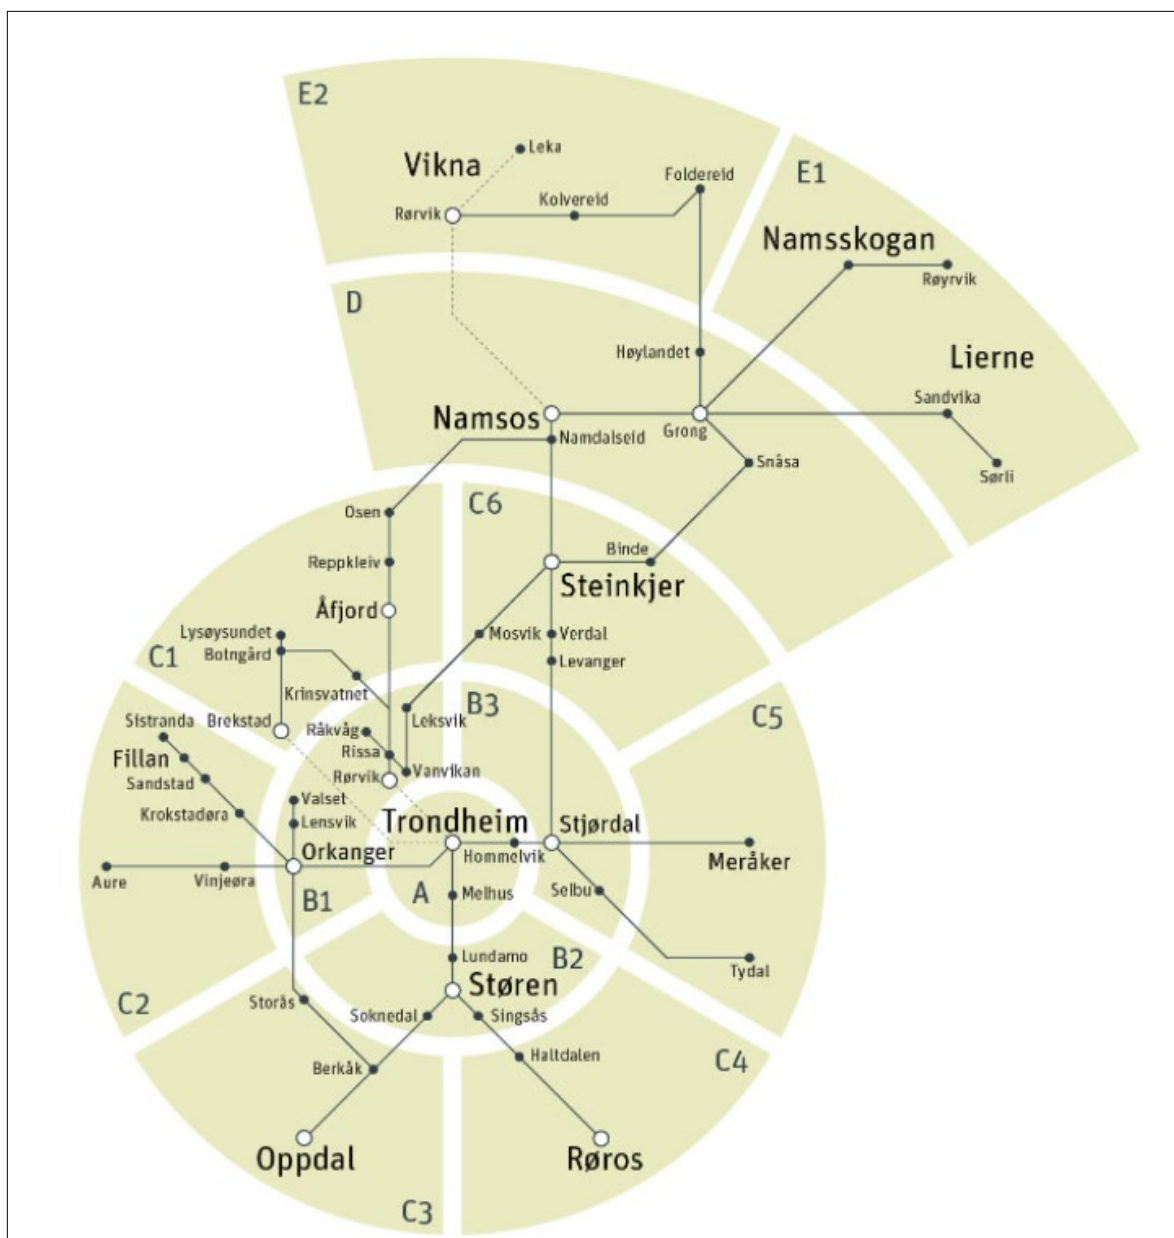 E2
Leka
Vikna
E1
Foldereid
Kolvereid
Rørvik
Namsskogan
Røyrvik
D
Høylandet
Lierne
Sandvika
Namsos
Grong
Namdalseid
Snåsa
Sørli
C6
Osen
Binde
Reppkleiv
Steinkjer
Åfjord
Lysøysundet
Mosvik
Verdal
Botngård
C1
Levanger
Krinsvatnet
B3
C5
Sistranda
Brekstad
Råkvåg
Leksvik
Fillan
Rissa
Sandstad
Rørvik
Vanvikan
Valset
Krokstadøra
Lensvik
Trondheim
Stjørdal
Orkanger
Hommelvik
Meråker
Aure
Vinjeøra
B1
A
Melhus
Selbu
Lundamo
B2
Tydal
C2
Storås
Støren
Soknedal
Singsås
Haltdalen
C4
Berkåk
Oppdal
Røros
C3